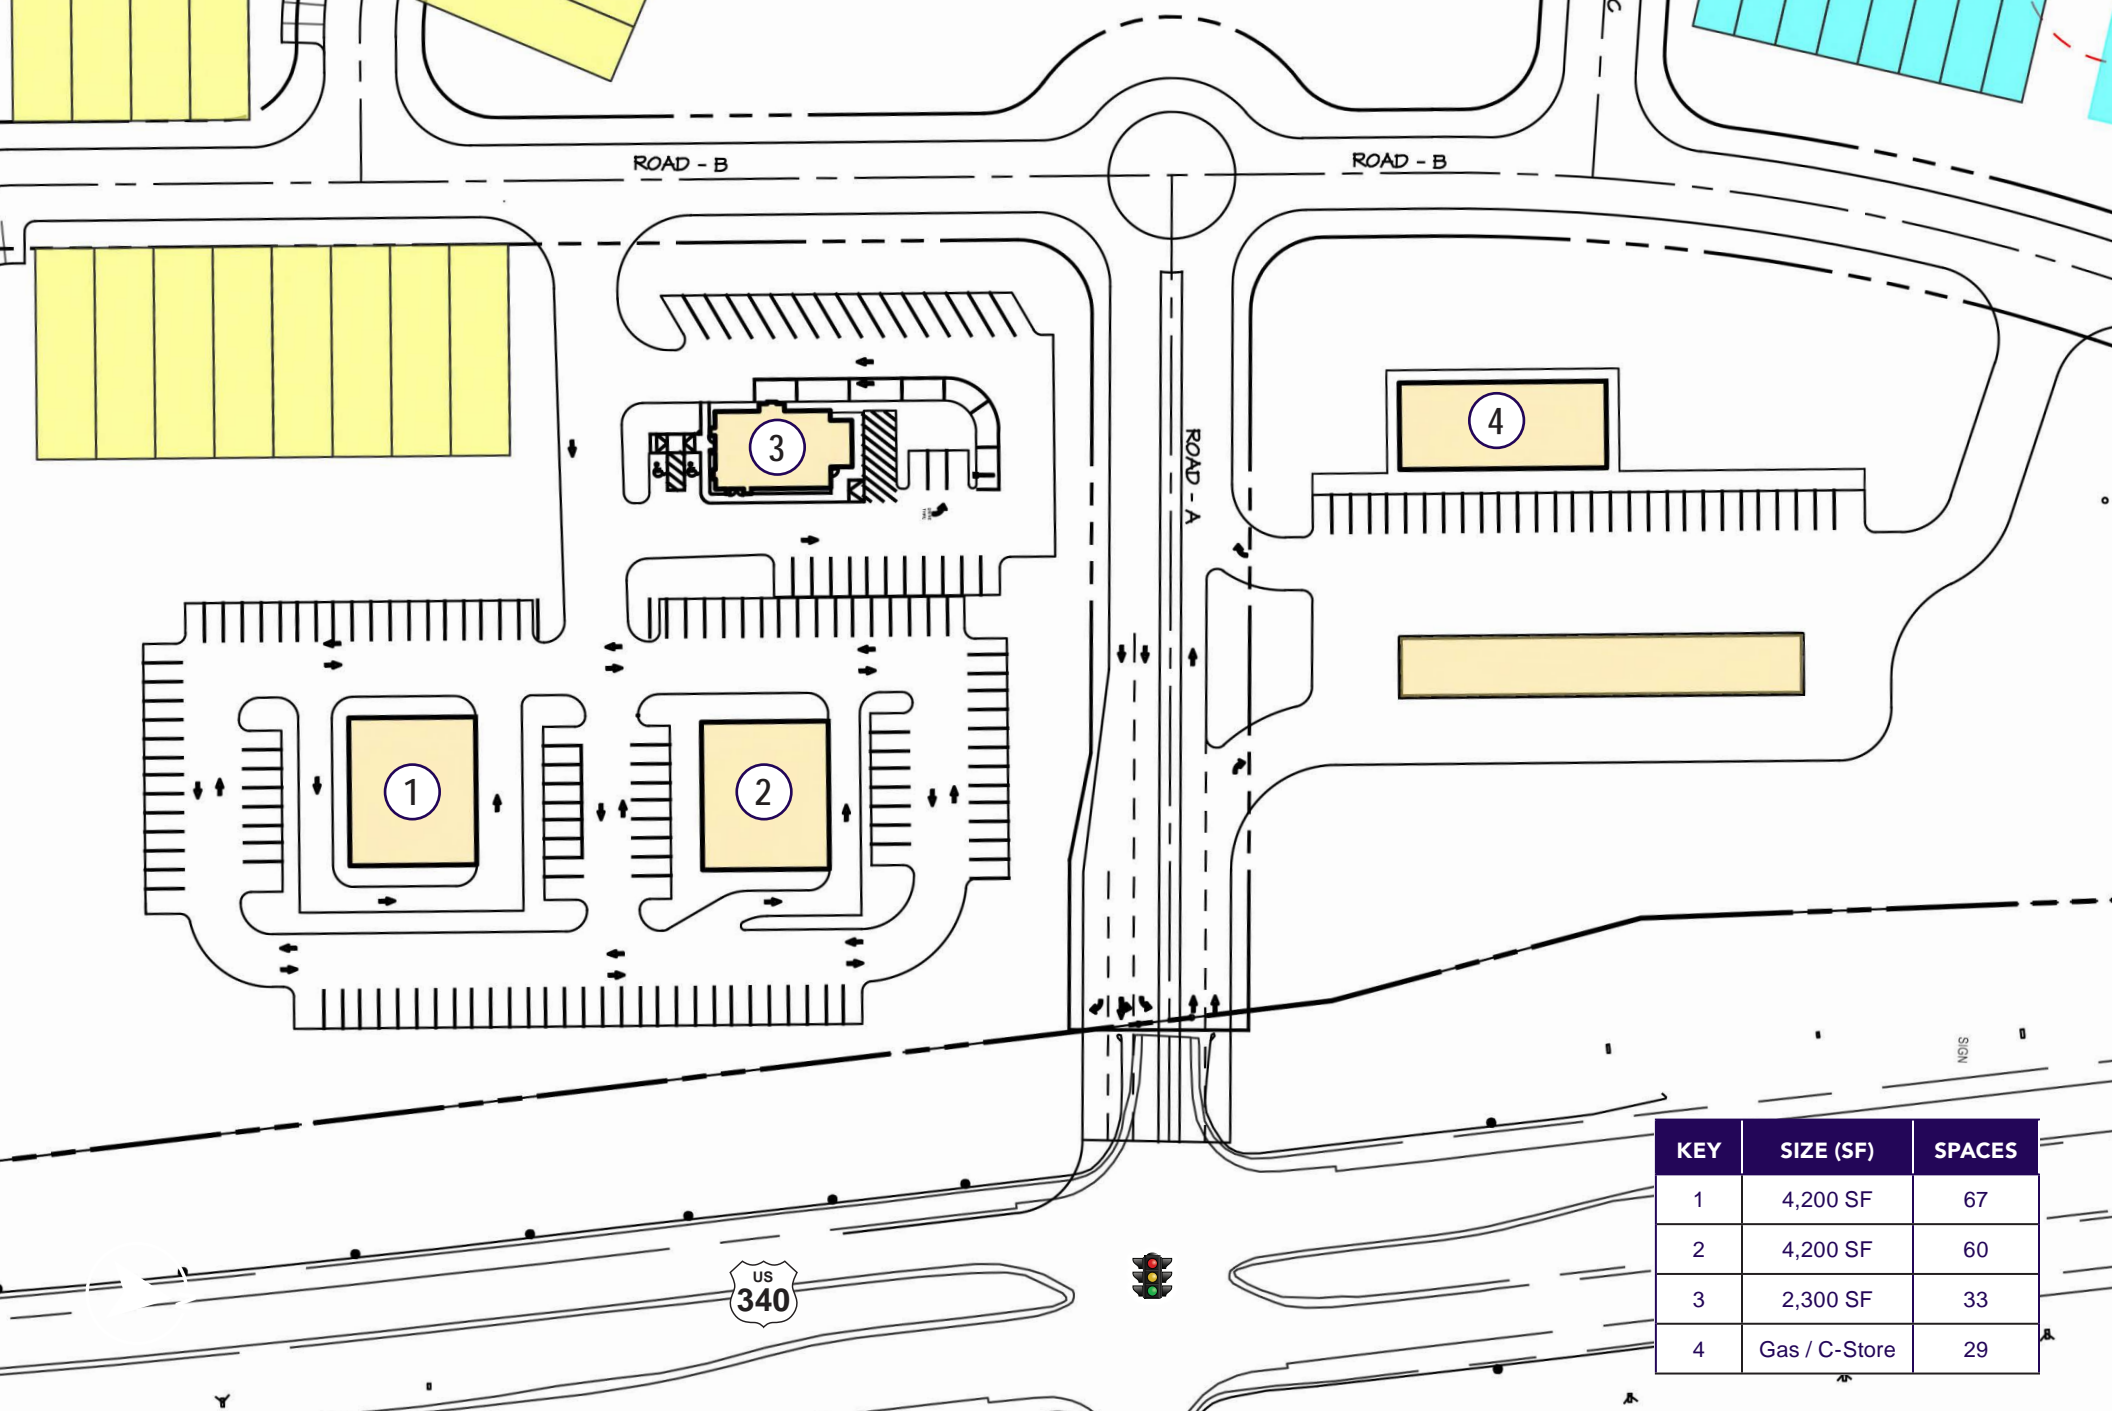 C
ROAD - B
ROAD - B
3
4
ROAD - A
1
2
SIGN
KEY SIZE (SF) SPACES
1 4,200 SF 67
2 4,200 SF 60
3 2,300 SF 33
4 Gas / C-Store 29
US
340